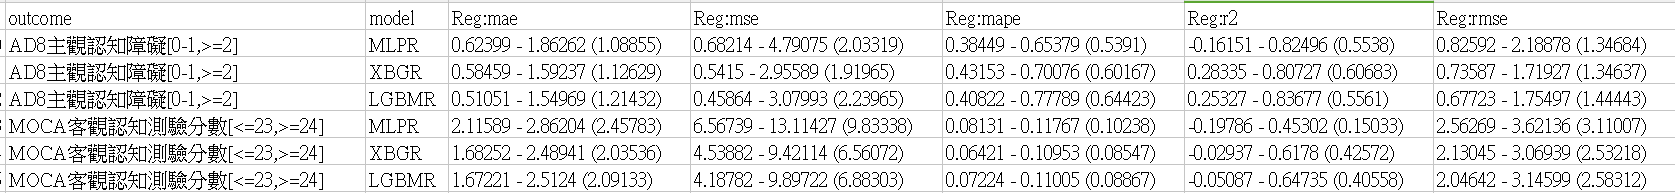 outcome model Reg:mae Reg:mse Reg:mape Reg:r2 Reg:rmse
AD8主觀認知障礙[0-1,>=2] MLPR 0.62399 - 1.86262 (1.08855) 0.68214 - 4.79075 (2.03319) 0.38449 - 0.65379 (0.5391) -0.16151 - 0.82496 (0.5538) 0.82592 - 2.18878 (1.34684)
AD8主觀認知障礙[0-1,>=2] XBGR 0.58459 - 1.59237 (1.12629) 0.5415 - 2.95589 (1.91965) 0.43153 - 0.70076 (0.60167) 0.28335 - 0.80727 (0.60683) 0.73587 - 1.71927 (1.34637)
AD8主觀認知障礙[0-1,>=2] LGBMR 0.51051 - 1.54969 (1.21432) 0.45864 - 3.07993 (2.23965) 0.40822 - 0.77789 (0.64423) 0.25327 - 0.83677 (0.5561) 0.67723 - 1.75497 (1.44443)
MOCA客觀認知測驗分數[<=23,>=24] MLPR 2.11589 - 2.86204 (2.45783) 6.56739 - 13.11427 (9.83338) 0.08131 - 0.11767 (0.10238) -0.19786 - 0.45302 (0.15033) 2.56269 - 3.62136 (3.11007)
MOCA客觀認知測驗分數[<=23,>=24] XBGR 1.68252 - 2.48941 (2.03536) 4.53882 - 9.42114 (6.56072) 0.06421 - 0.10953 (0.08547) -0.02937 - 0.6178 (0.42572) 2.13045 - 3.06939 (2.53218)
MOCA客觀認知測驗分數[<=23,>=24] LGBMR 1.67221 - 2.5124 (2.09133) 4.18782 - 9.89722 (6.88303) 0.07224 - 0.11005 (0.08867) -0.05087 - 0.64735 (0.40558) 2.04642 - 3.14599 (2.58312)